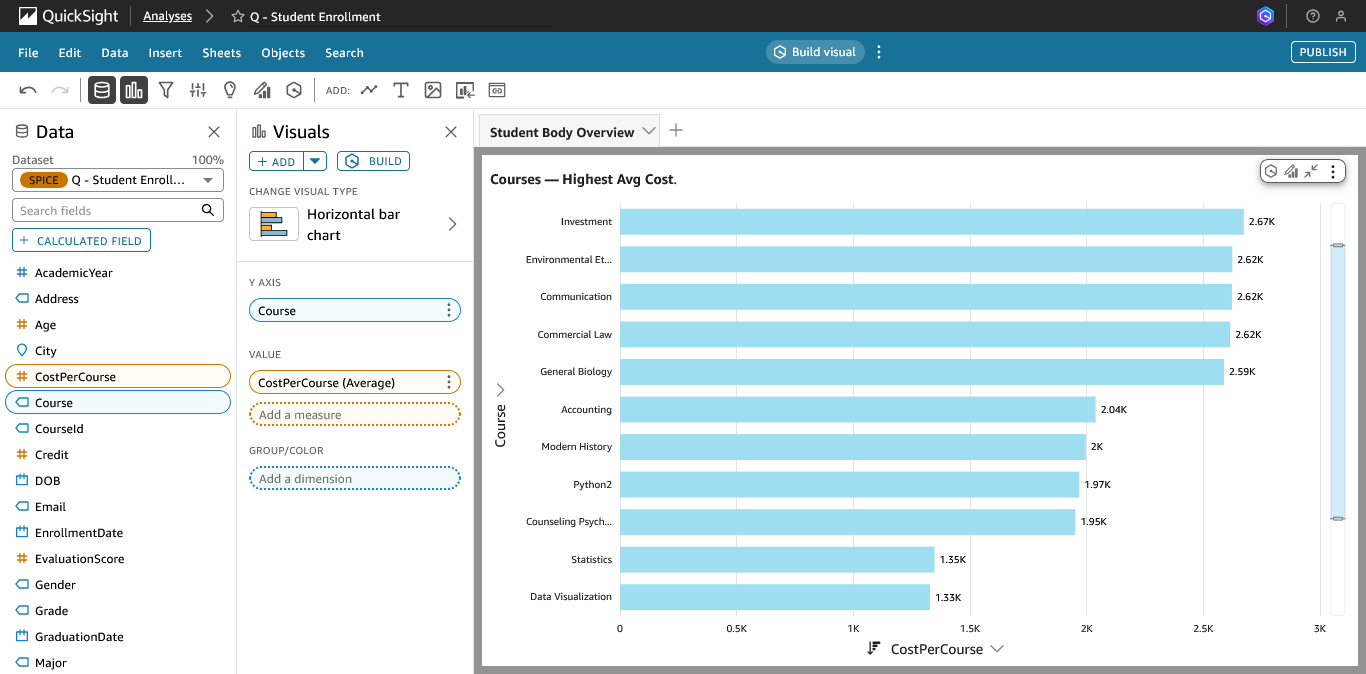 QuickSight
Analyses
Q - Student Enrollment
File Edit Data Insert Sheets Objects Search
Build visual
PUBLISH
ADD:
Data
Dataset 100%
SPICE Q - Student Enroll...
Search fields
+ CALCULATED FIELD
AcademicYear
Address
Age
City
CostPerCourse
Course
CourseId
Credit
DOB
Email
EnrollmentDate
EvaluationScore
Gender
Grade
GraduationDate
Major
Visuals
+ ADD
BUILD
CHANGE VISUAL TYPE
Horizontal bar
chart
Y AXIS
Course
VALUE
CostPerCourse (Average)
Add a measure
GROUP/COLOR
Add a dimension
Student Body Overview
Courses — Highest Avg Cost.
Course
Investment 2.67K
Environmental Et... 2.62K
Communication 2.62K
Commercial Law 2.62K
General Biology 2.59K
Accounting 2.04K
Modern History 2K
Python2 1.97K
Counseling Psych... 1.95K
Statistics 1.35K
Data Visualization 1.33K
0 0.5K 1K 1.5K 2K 2.5K 3K
CostPerCourse